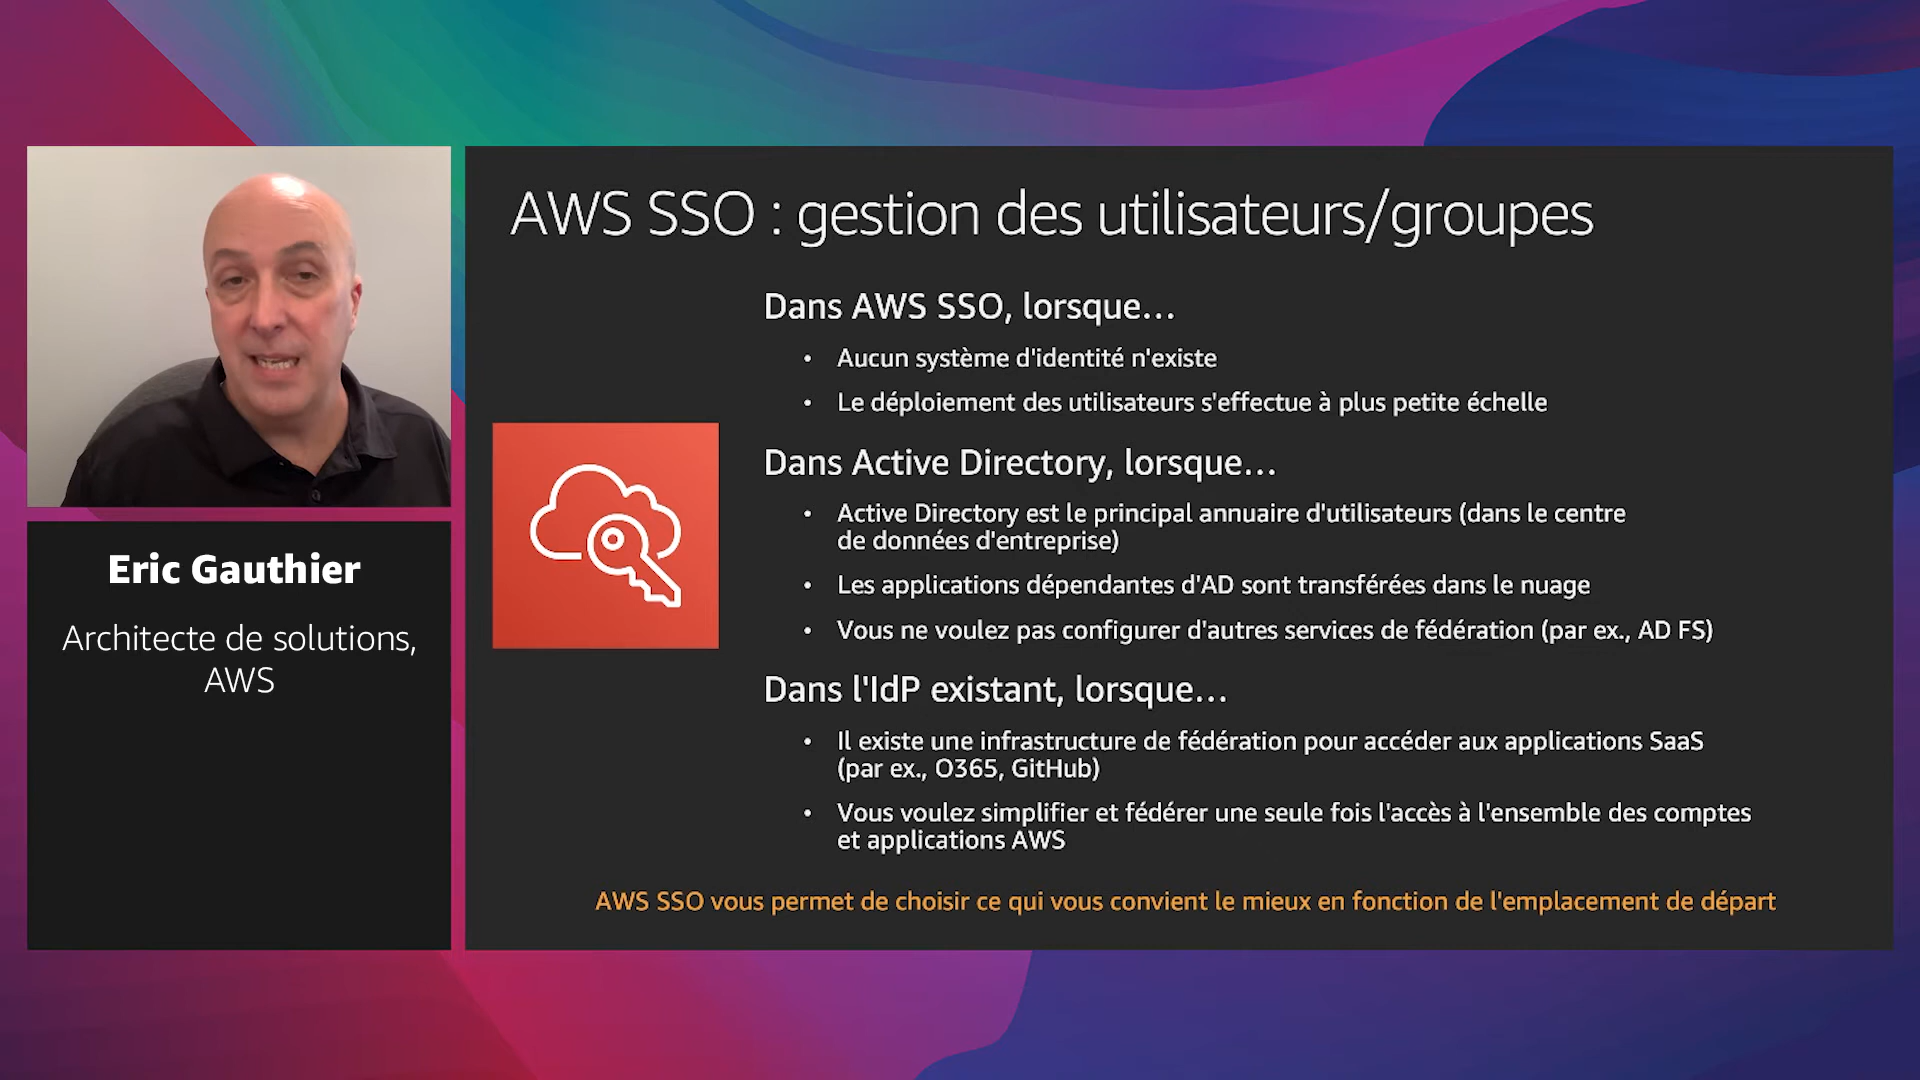 Eric Gauthier
Architecte de solutions,
AWS
AWS SSO : gestion des utilisateurs/groupes
Dans AWS SSO, lorsque…
• Aucun système d'identité n'existe
• Le déploiement des utilisateurs s'effectue à plus petite échelle
Dans Active Directory, lorsque…
• Active Directory est le principal annuaire d'utilisateurs (dans le centre
de données d'entreprise)
• Les applications dépendantes d'AD sont transférées dans le nuage
• Vous ne voulez pas configurer d'autres services de fédération (par ex., AD FS)
Dans l'IdP existant, lorsque…
• Il existe une infrastructure de fédération pour accéder aux applications SaaS
(par ex., O365, GitHub)
• Vous voulez simplifier et fédérer une seule fois l'accès à l'ensemble des comptes
et applications AWS
AWS SSO vous permet de choisir ce qui vous convient le mieux en fonction de l'emplacement de départ